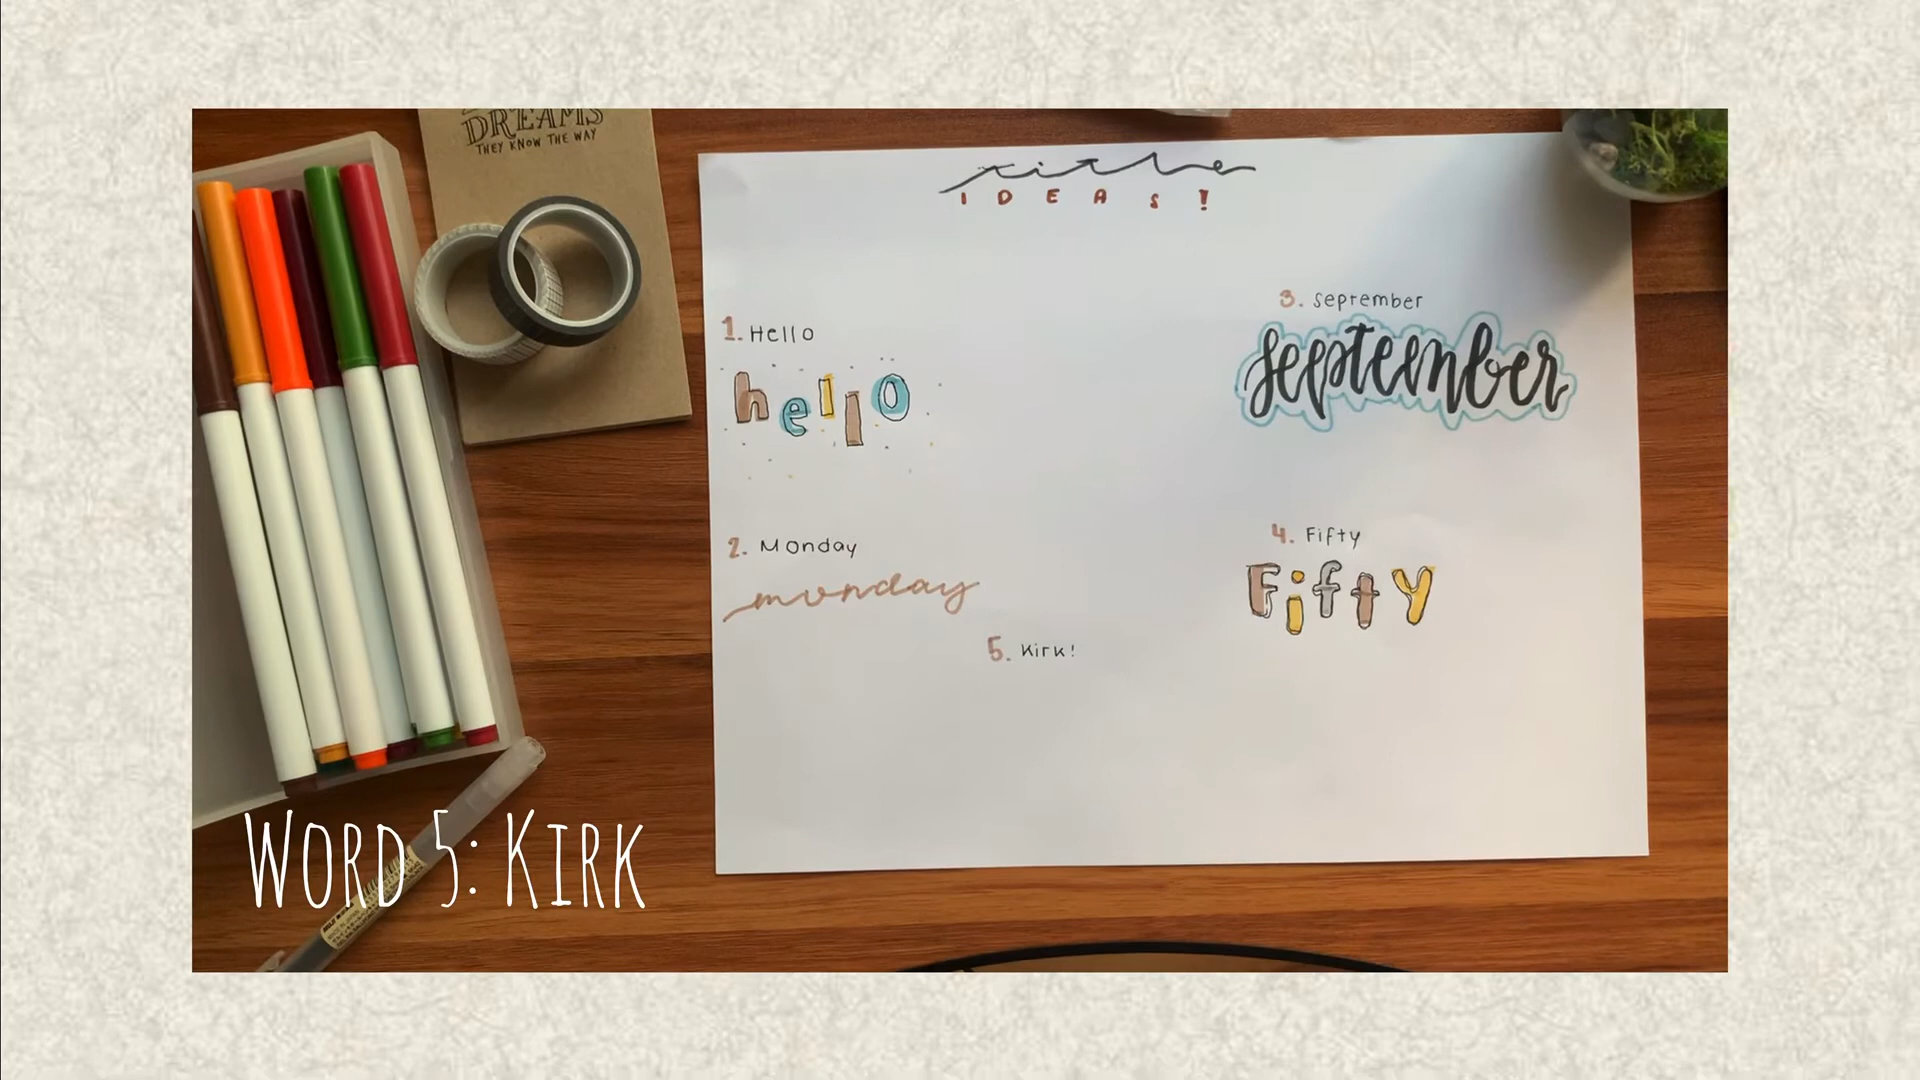 DREAMS
THEY KNOW THE WAY
title
IDEAS!
1. Hello
hello
2. Monday
monday
3. september
september
4. Fifty
Fifty
5. Kirk!
WORD 5: KIRK